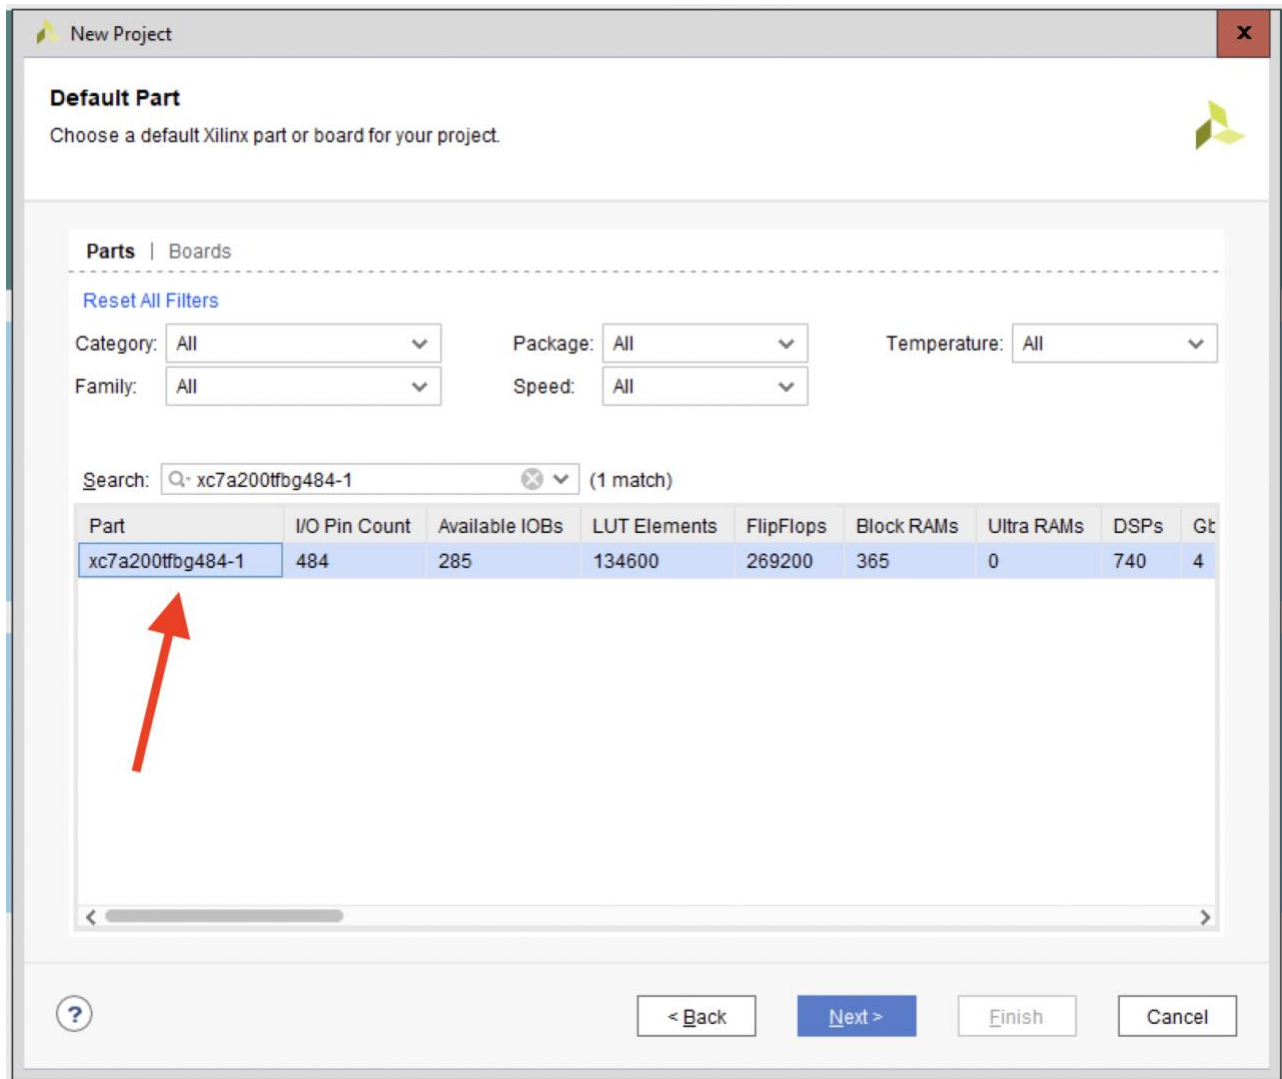 New Project
x
Default Part
Choose a default Xilinx part or board for your project.
Parts | Boards
Reset All Filters
Category: All Package: All Temperature: All
Family: All Speed: All
Search: xc7a200tfbg484-1 (1 match)
Part I/O Pin Count Available IOBs LUT Elements FlipFlops Block RAMs Ultra RAMs DSPs Gb
xc7a200tfbg484-1 484 285 134600 269200 365 0 740 4
? < Back Next > Finish Cancel